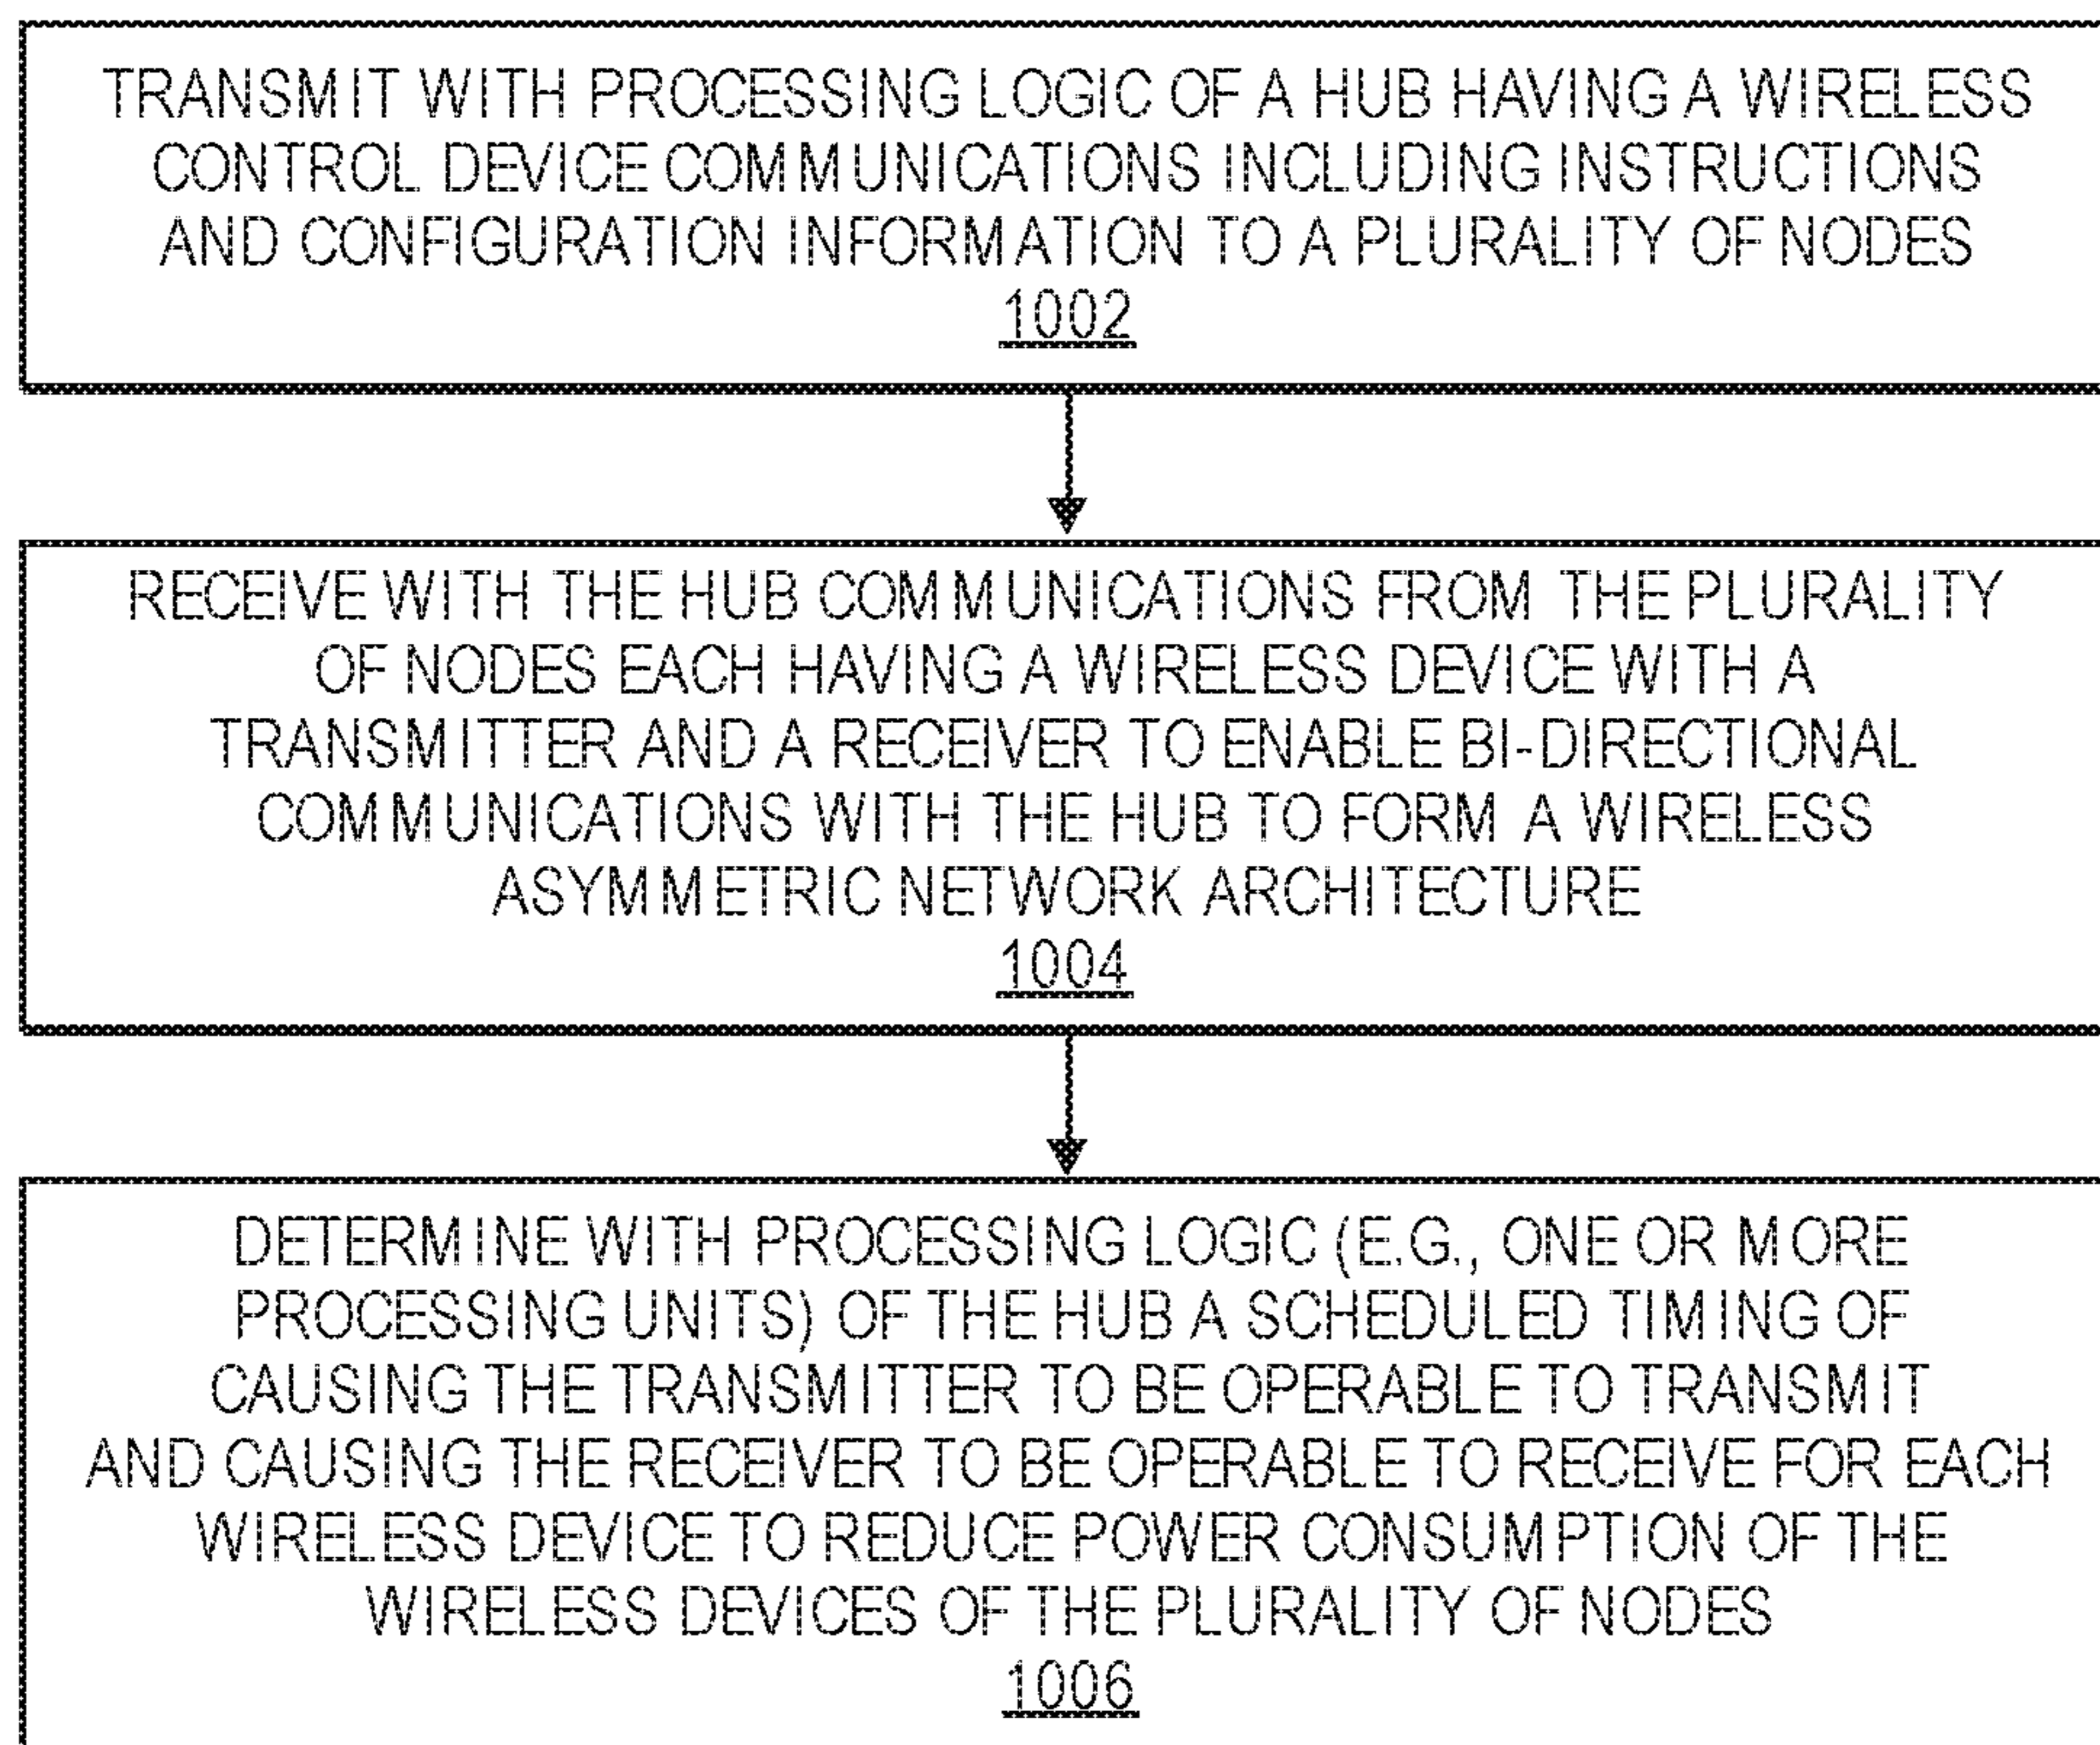 TRANSMIT WITH PROCESSING LOGIC OF A HUB HAVING A WIRELESS
CONTROL DEVICE COMMUNICATIONS INCLUDING INSTRUCTIONS
AND CONFIGURATION INFORMATION TO A PLURALITY OF NODES
1002
RECEIVE WITH THE HUB COMMUNICATIONS FROM THE PLURALITY
OF NODES EACH HAVING A WIRELESS DEVICE WITH A
TRANSMITTER AND A RECEIVER TO ENABLE BI-DIRECTIONAL
COMMUNICATIONS WITH THE HUB TO FORM A WIRELESS
ASYMMETRIC NETWORK ARCHITECTURE
1004
DETERMINE WITH PROCESSING LOGIC (E.G., ONE OR MORE
PROCESSING UNITS) OF THE HUB A SCHEDULED TIMING OF
CAUSING THE TRANSMITTER TO BE OPERABLE TO TRANSMIT
AND CAUSING THE RECEIVER TO BE OPERABLE TO RECEIVE FOR EACH
WIRELESS DEVICE TO REDUCE POWER CONSUMPTION OF THE
WIRELESS DEVICES OF THE PLURALITY OF NODES
1006